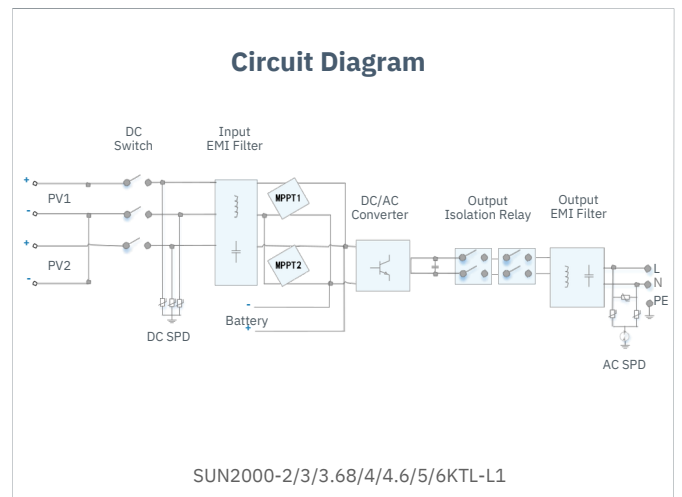 Circuit Diagram
DC
Switch
Input
EMI Filter
+
PV1
-
+
PV2
-
MPPT1
MPPT2
DC/AC
Converter
Output
Isolation Relay
Output
EMI Filter
L
N
PE
-
Battery
+
DC SPD
AC SPD
SUN2000-2/3/3.68/4/4.6/5/6KTL-L1